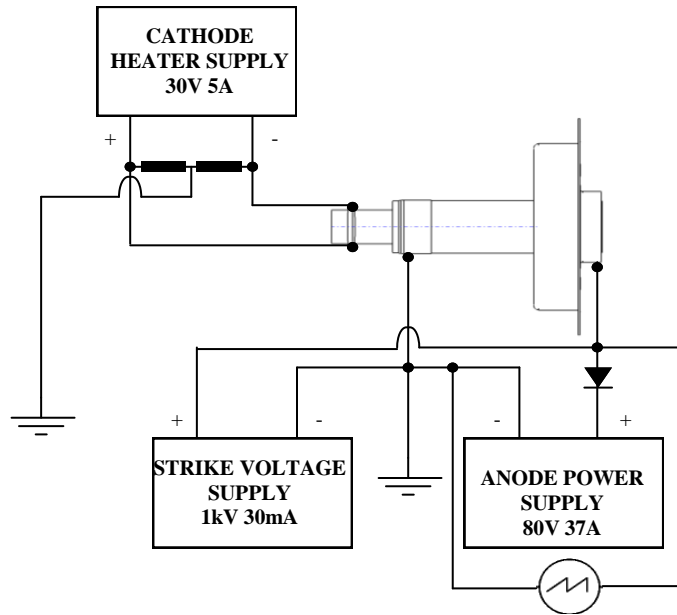 CATHODE
HEATER SUPPLY
30V 5A
+
-
+
-
-
+
STRIKE VOLTAGE
SUPPLY
1kV 30mA
ANODE POWER
SUPPLY
80V 37A